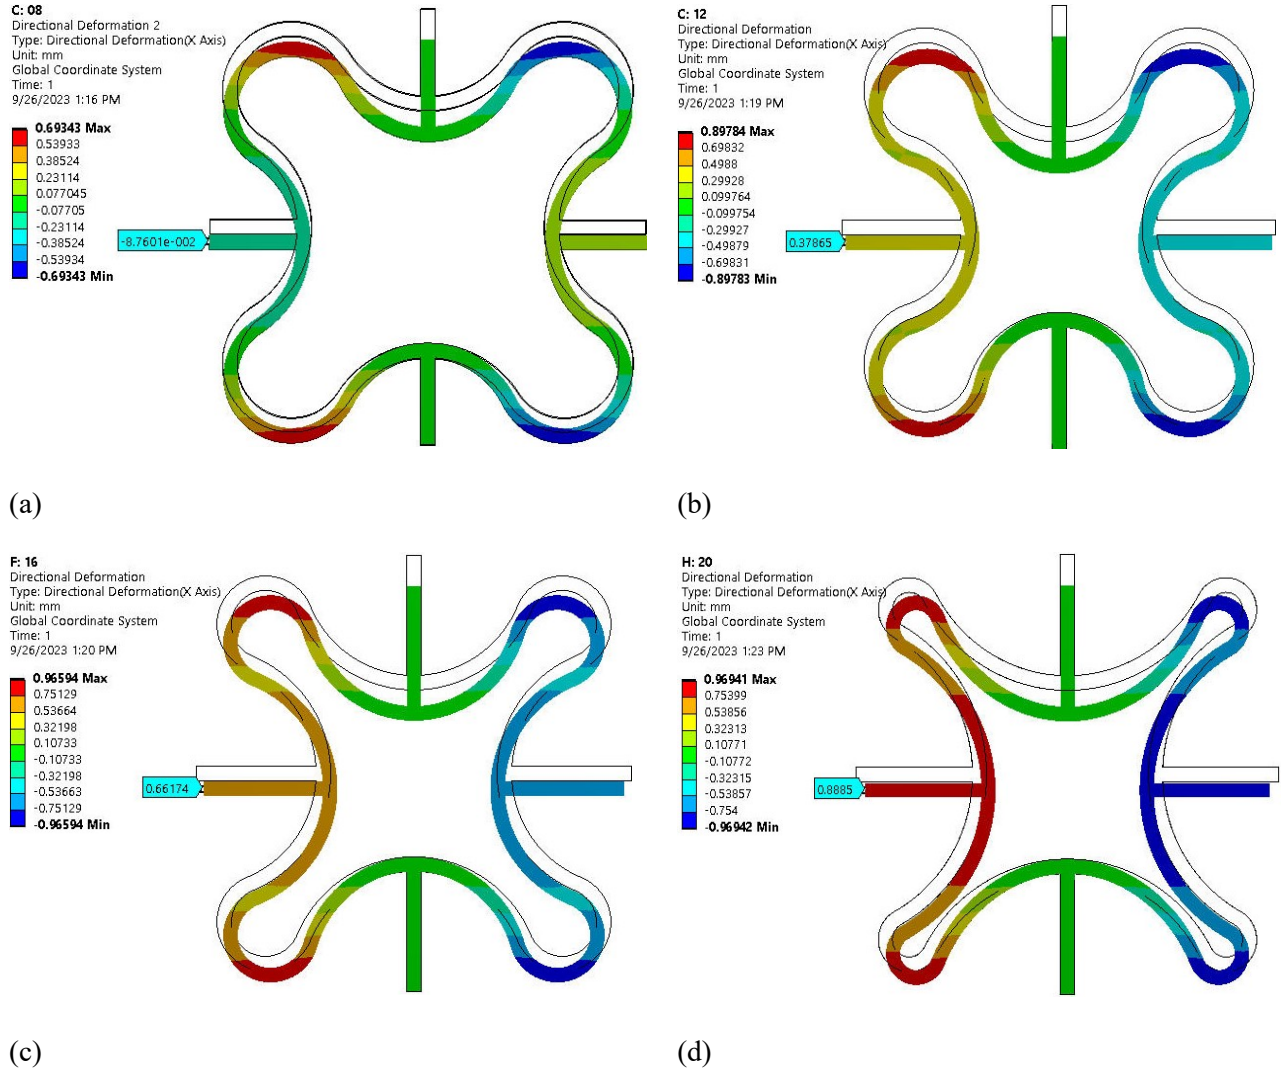 C: 08
Directional Deformation 2
Type: Directional Deformation(X Axis)
Unit: mm
Global Coordinate System
Time: 1
9/26/2023 1:16 PM
0.69343 Max
0.53933
0.38524
0.23114
0.077045
-0.07705
-0.23114
-0.38524
-0.53934
-0.69343 Min
-8.7601e-002
(a)
C: 12
Directional Deformation
Type: Directional Deformation(X Axis)
Unit: mm
Global Coordinate System
Time: 1
9/26/2023 1:19 PM
0.89784 Max
0.69832
0.4988
0.29928
0.099764
-0.099754
-0.29927
-0.49879
-0.69831
-0.89783 Min
0.37865
(b)
F: 16
Directional Deformation
Type: Directional Deformation(X Axis)
Unit: mm
Global Coordinate System
Time: 1
9/26/2023 1:20 PM
0.96594 Max
0.75129
0.53664
0.32198
0.10733
-0.10733
-0.32198
-0.53663
-0.75129
-0.96594 Min
0.66174
(c)
H: 20
Directional Deformation
Type: Directional Deformation(X Axis)
Unit: mm
Global Coordinate System
Time: 1
9/26/2023 1:23 PM
0.96941 Max
0.75399
0.53856
0.32313
0.10771
-0.10772
-0.32315
-0.53857
-0.754
-0.96942 Min
0.8885
(d)